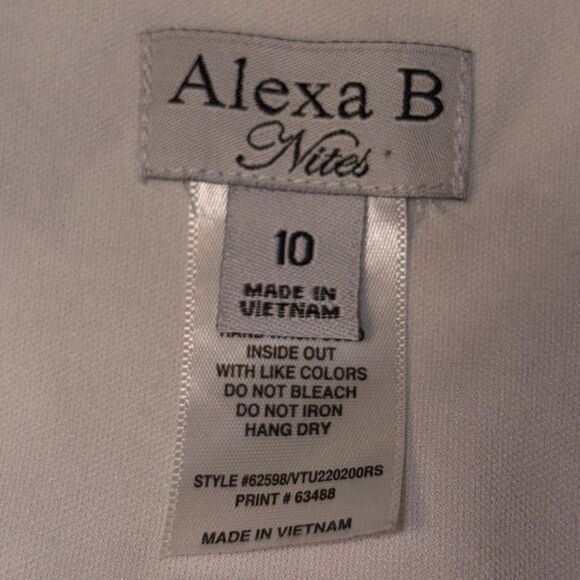 Alexa B
Nites
10
MADE IN
VIETNAM
INSIDE OUT
WITH LIKE COLORS
DO NOT BLEACH
DO NOT IRON
HANG DRY
STYLE #62598/VTU220200RS
PRINT # 63488
MADE IN VIETNAM